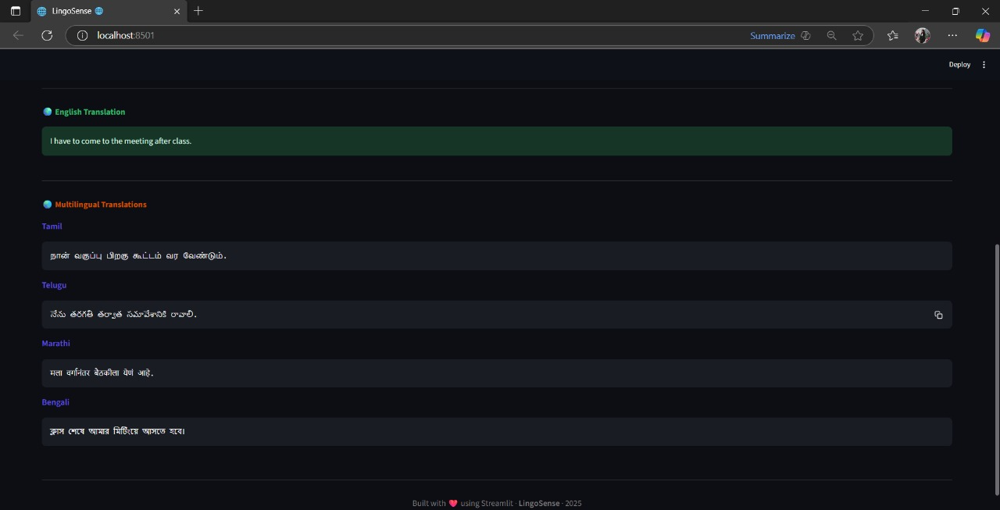 LingoSense
localhost:8501
Summarize
Deploy
English Translation
I have to come to the meeting after class.
Multilingual Translations
Tamil
நான் வகுப்பு பிறகு கூட்டம் வர வேண்டும்.
Telugu
నేను తరగతి తర్వాత సమావేశానికి రావాలి.
Marathi
मला वर्गानंतर बैठकीला येणं आहे.
Bengali
ক্লাস শেষে আমার মিটিংয়ে আসতে হবে।
Built with ❤️ using Streamlit · LingoSense · 2025